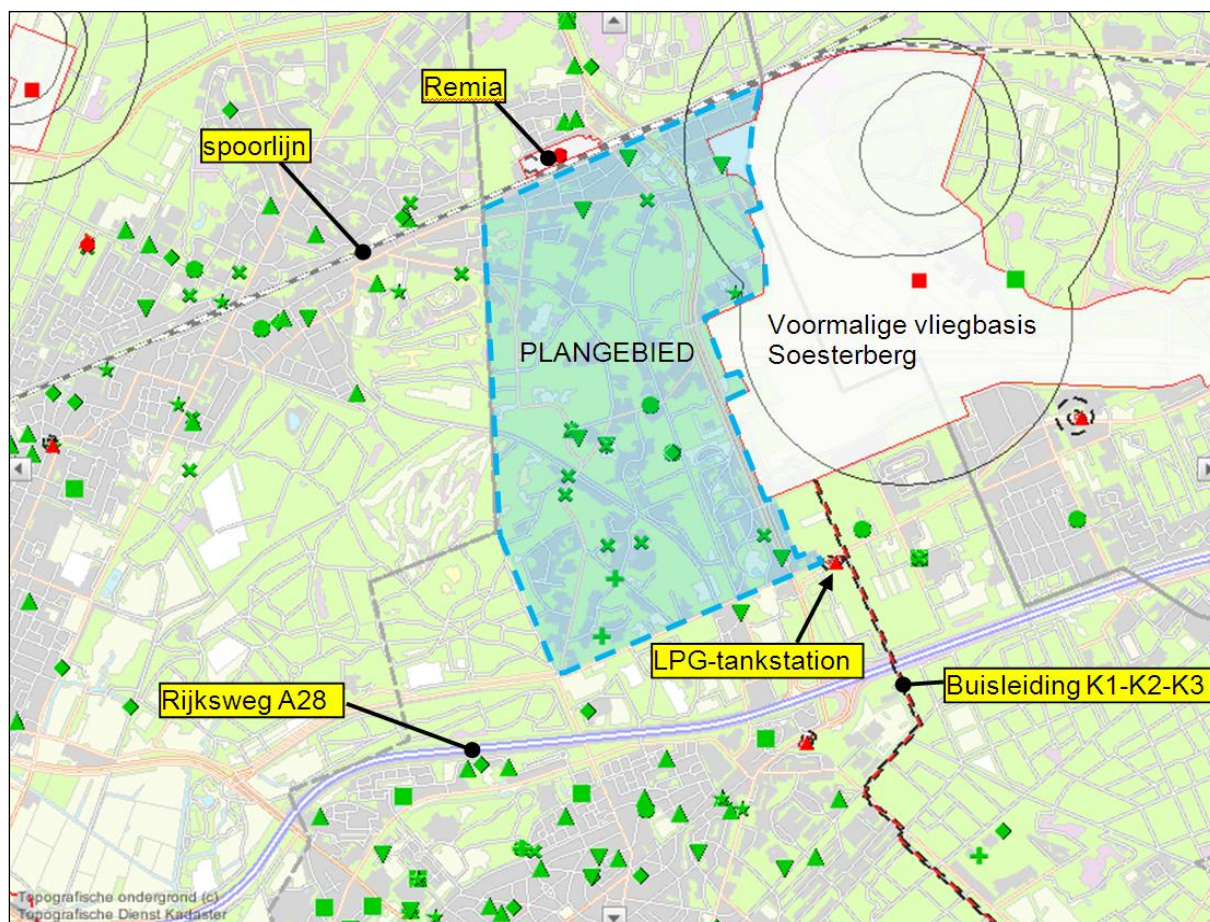 Remia
spoorlijn
Voormalige vliegbasis
Soesterberg
PLANGEBIED
LPG-tankstation
Buisleiding K1-K2-K3
Rijksweg A28
Topografische ondergrond (c)
Topografische Dienst Kadaster